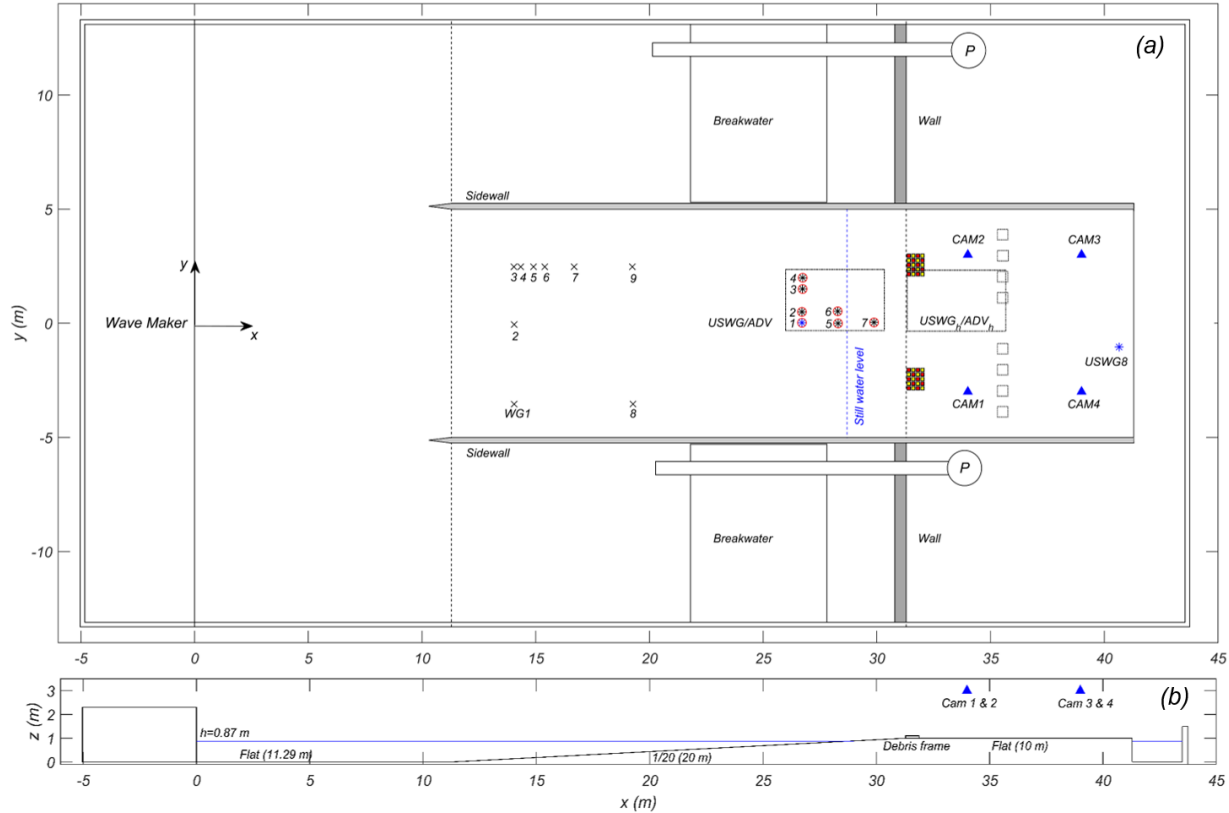 (a)
P
10
Breakwater
Wall
Sidewall
5
CAM2
CAM3
y
3 4 5 6 7 9
4
3
2
1
6
5
7
USWG/ADV
USWGh/ADVh
Wave Maker
x
0
2
y (m)
USWG8
Still water level
WG1
8
CAM1
CAM4
-5
Sidewall
P
Breakwater
Wall
-10
-5 0 5 10 15 20 25 30 35 40 45
(b)
3
2
1
0
z (m)
Cam 1 & 2
Cam 3 & 4
h=0.87 m
Flat (11.29 m)
1/20 (20 m)
Debris frame
Flat (10 m)
-5 0 5 10 15 20 25 30 35 40 45
x (m)